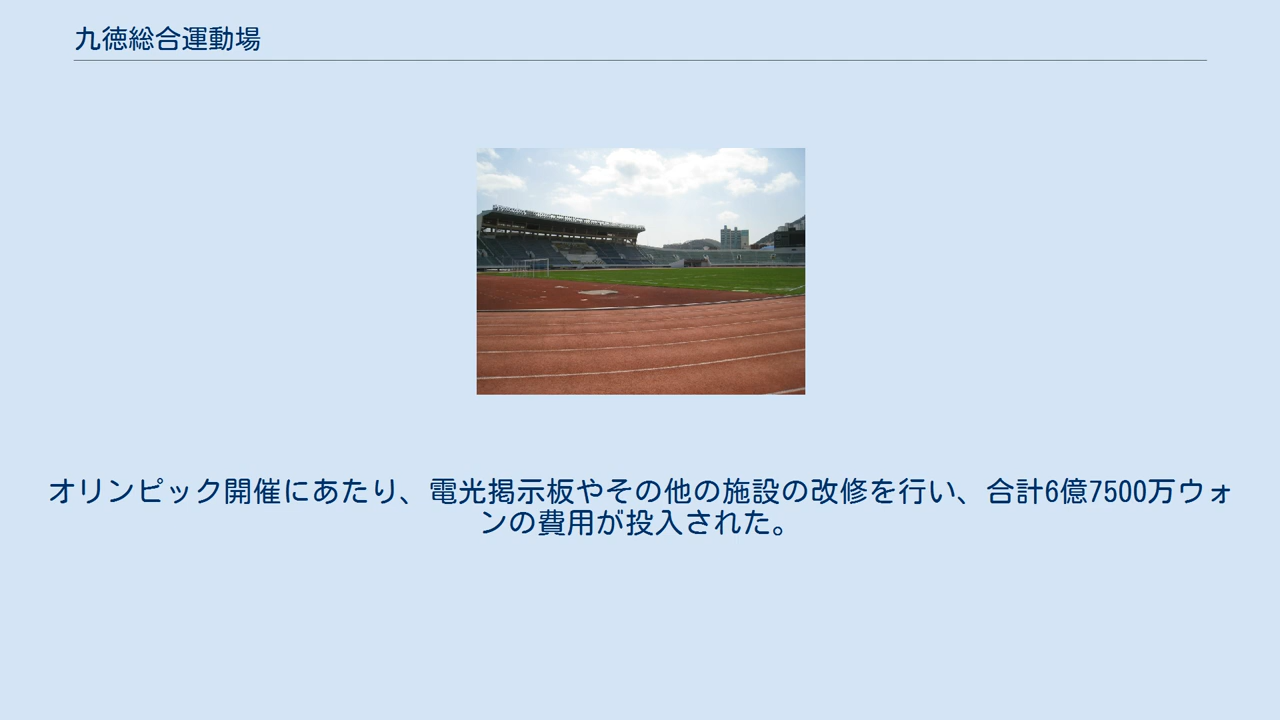 九徳総合運動場
オリンピック開催にあたり、電光掲示板やその他の施設の改修を行い、合計6億7500万ウォ
ンの費用が投入された。